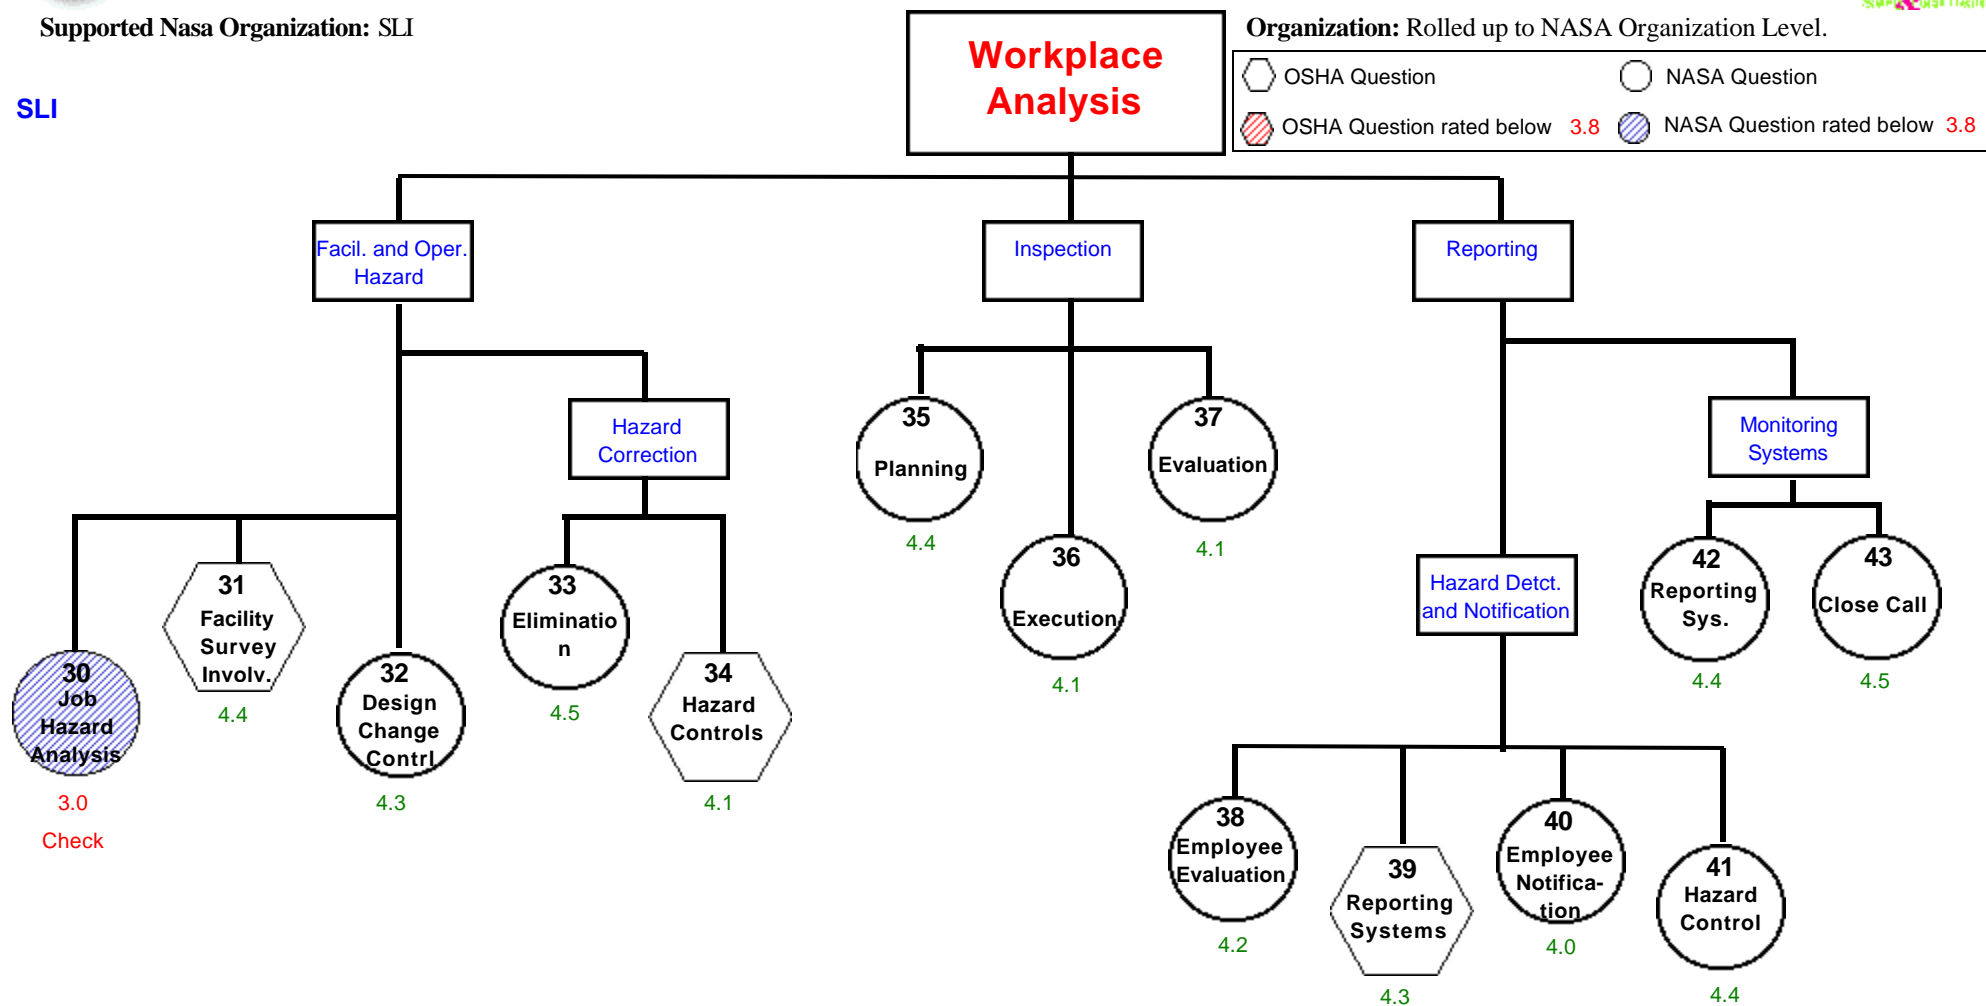 Supported Nasa Organization: SLI
Organization: Rolled up to NASA Organization Level.
Workplace
Analysis
OSHA Question
NASA Question
OSHA Question rated below 3.8
NASA Question rated below 3.8
SLI
Facil. and Oper.
Hazard
Inspection
Reporting
Hazard
Correction
Monitoring
Systems
Hazard Detct.
and Notification
30
Job
Hazard
Analysis
3.0
Check
31
Facility
Survey
Involv.
4.4
32
Design
Change
Contrl
4.3
33
Eliminatio
n
4.5
34
Hazard
Controls
4.1
35
Planning
4.4
36
Execution
4.1
37
Evaluation
4.1
38
Employee
Evaluation
4.2
39
Reporting
Systems
4.3
40
Employee
Notifica-
tion
4.0
41
Hazard
Control
4.4
42
Reporting
Sys.
4.4
43
Close Call
4.5